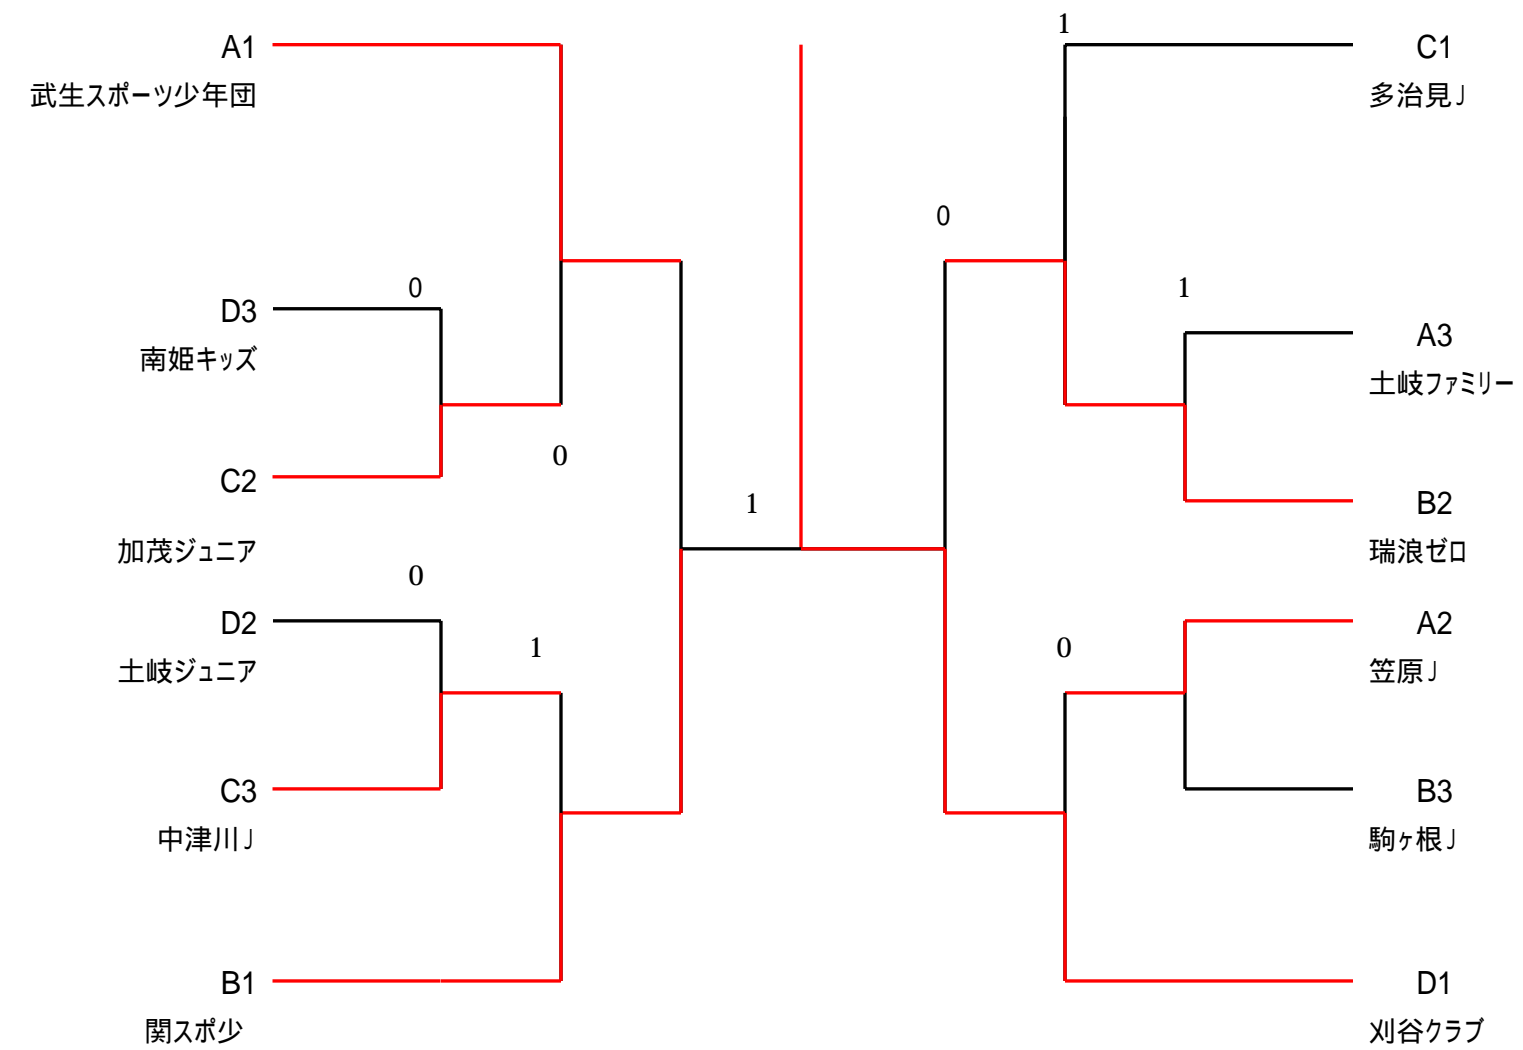 A1
武生スポーツ少年団
0
D3
南姫キッズ
C2
0
加茂ジュニア
0
D2
土岐ジュニア
1
C3
中津川J
B1
関スポ少
1
1
C1
多治見J
0
1
A3
土岐ファミリー
B2
瑞浪ゼロ
0
A2
笠原J
B3
駒ヶ根J
D1
刈谷クラブ